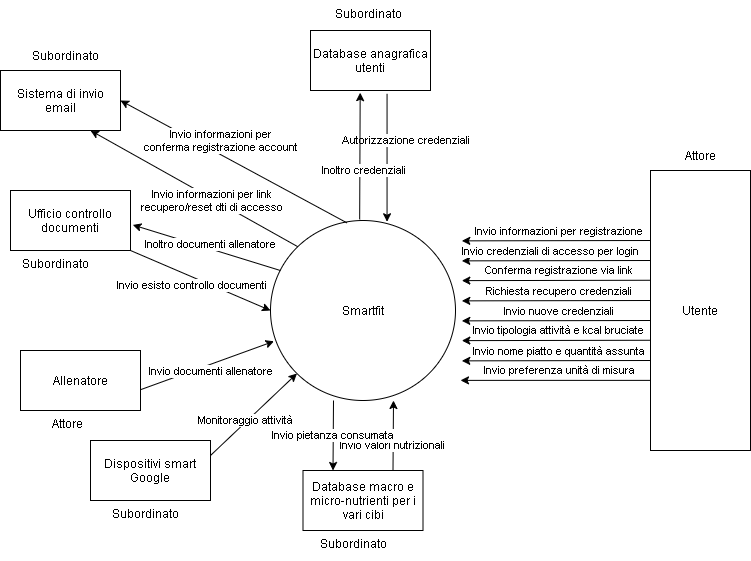 Subordinato
Database anagrafica
utenti
Subordinato
Sistema di invio
email
Invio informazioni per
conferma registrazione account
Autorizzazione credenziali
Inoltro credenziali
Invio informazioni per link
recupero/reset dti di accesso
Ufficio controllo
documenti
Subordinato
Inoltro documenti allenatore
Invio esisto controllo documenti
Smartfit
Attore
Invio informazioni per registrazione
Invio credenziali di accesso per login
Conferma registrazione via link
Richiesta recupero credenziali
Invio nuove credenziali
Invio tipologia attività e kcal bruciate
Invio nome piatto e quantità assunta
Invio preferenza unità di misura
Utente
Allenatore
Attore
Invio documenti allenatore
Monitoraggio attività
Dispositivi smart
Google
Subordinato
Invio pietanza consumata
Invio valori nutrizionali
Database macro e
micro-nutrienti per i
vari cibi
Subordinato